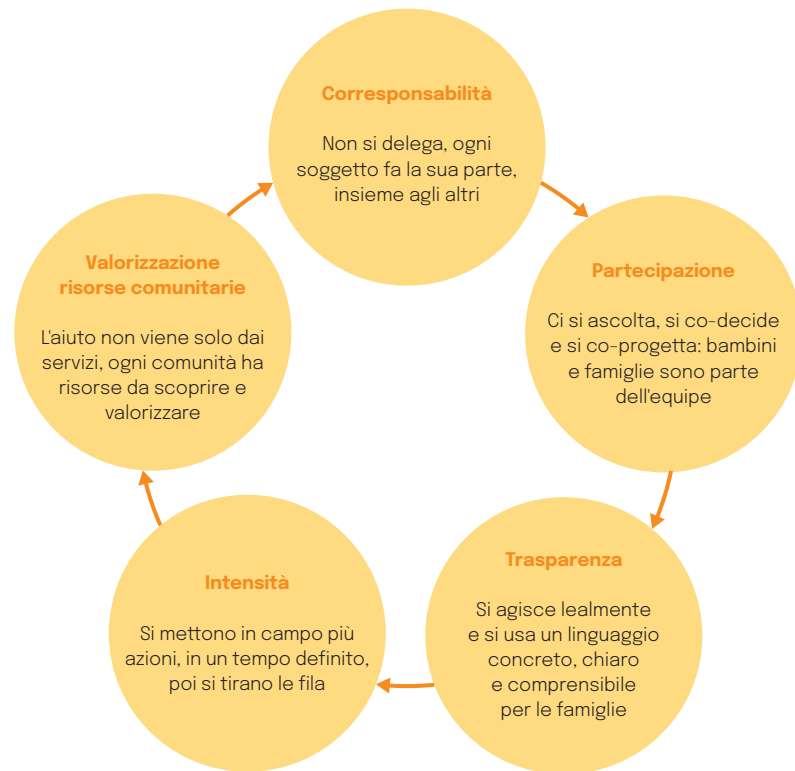 Corresponsabilità
Non si delega, ogni
soggetto fa la sua parte,
insieme agli altri
Partecipazione
Ci si ascolta, si co-decide
e si co-progetta: bambini
e famiglie sono parte
dell'equipe
Trasparenza
Si agisce lealmente
e si usa un linguaggio
concreto, chiaro
e comprensibile
per le famiglie
Intensità
Si mettono in campo più
azioni, in un tempo definito,
poi si tirano le fila
Valorizzazione
risorse comunitarie
L'aiuto non viene solo dai
servizi, ogni comunità ha
risorse da scoprire e
valorizzare